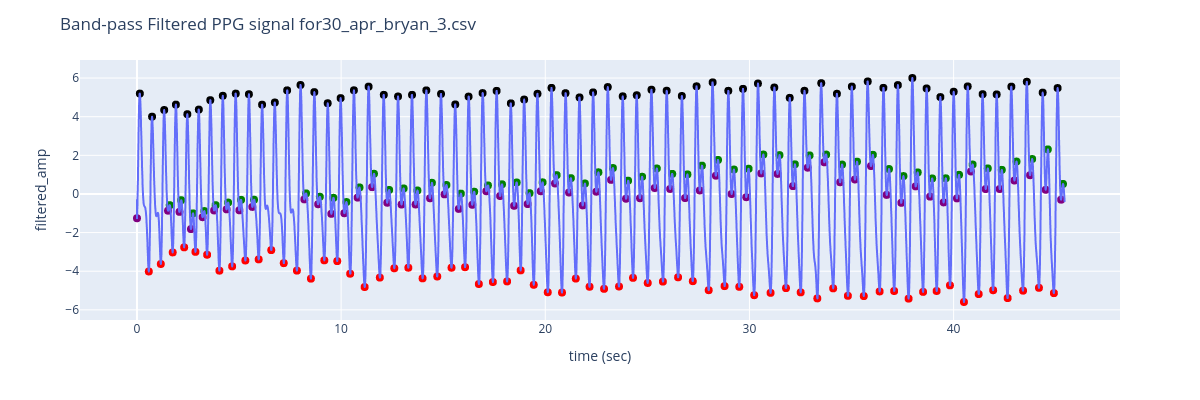 Band-pass Filtered PPG signal for30_apr_bryan_3.csv
6
4
2
0
−2
−4
−6
filtered_amp
0 10 20 30 40
time (sec)